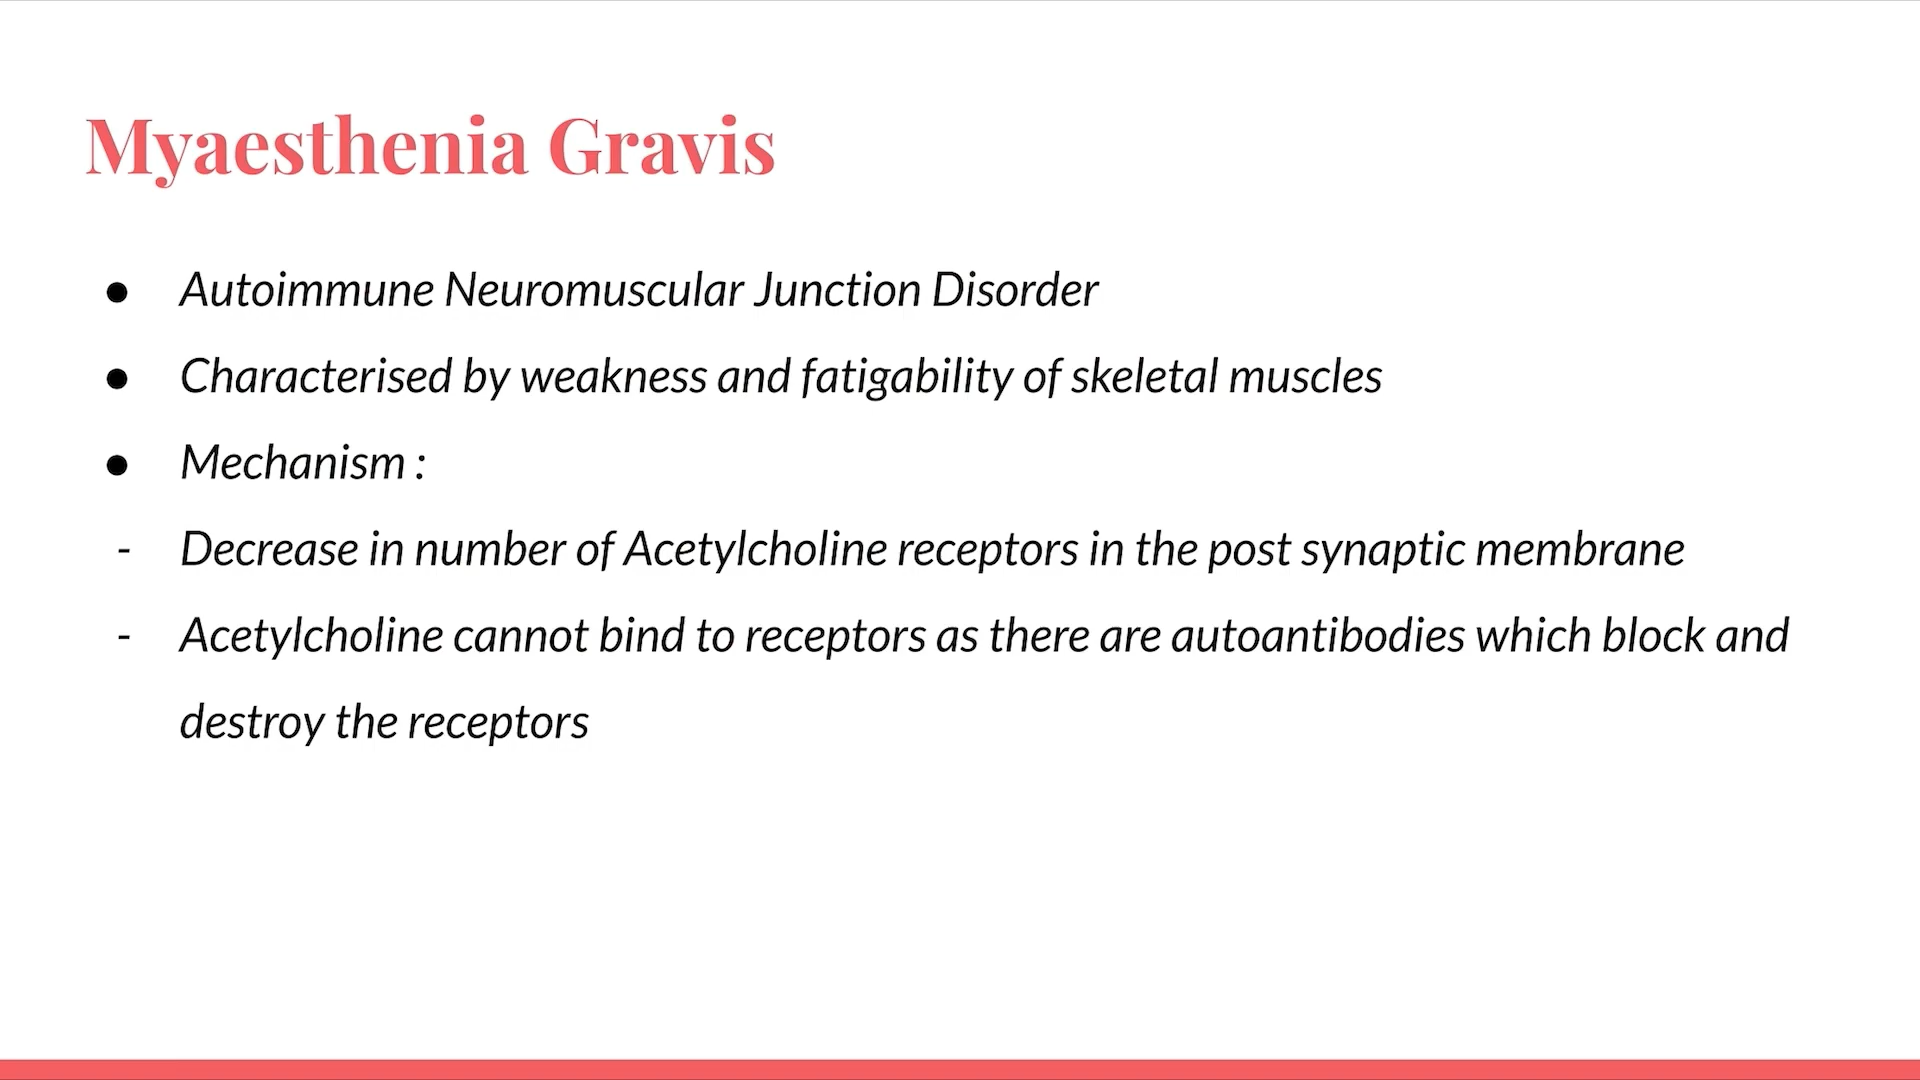 Myaesthenia Gravis
● Autoimmune Neuromuscular Junction Disorder
● Characterised by weakness and fatigability of skeletal muscles
● Mechanism :
- Decrease in number of Acetylcholine receptors in the post synaptic membrane
- Acetylcholine cannot bind to receptors as there are autoantibodies which block and
destroy the receptors